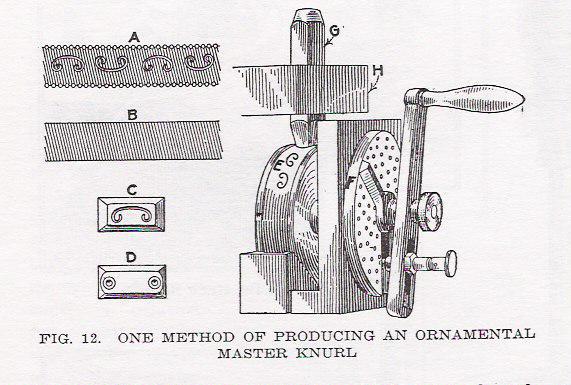 A
B
C
D
E
F
G
H
FIG. 12. ONE METHOD OF PRODUCING AN ORNAMENTAL
MASTER KNURL